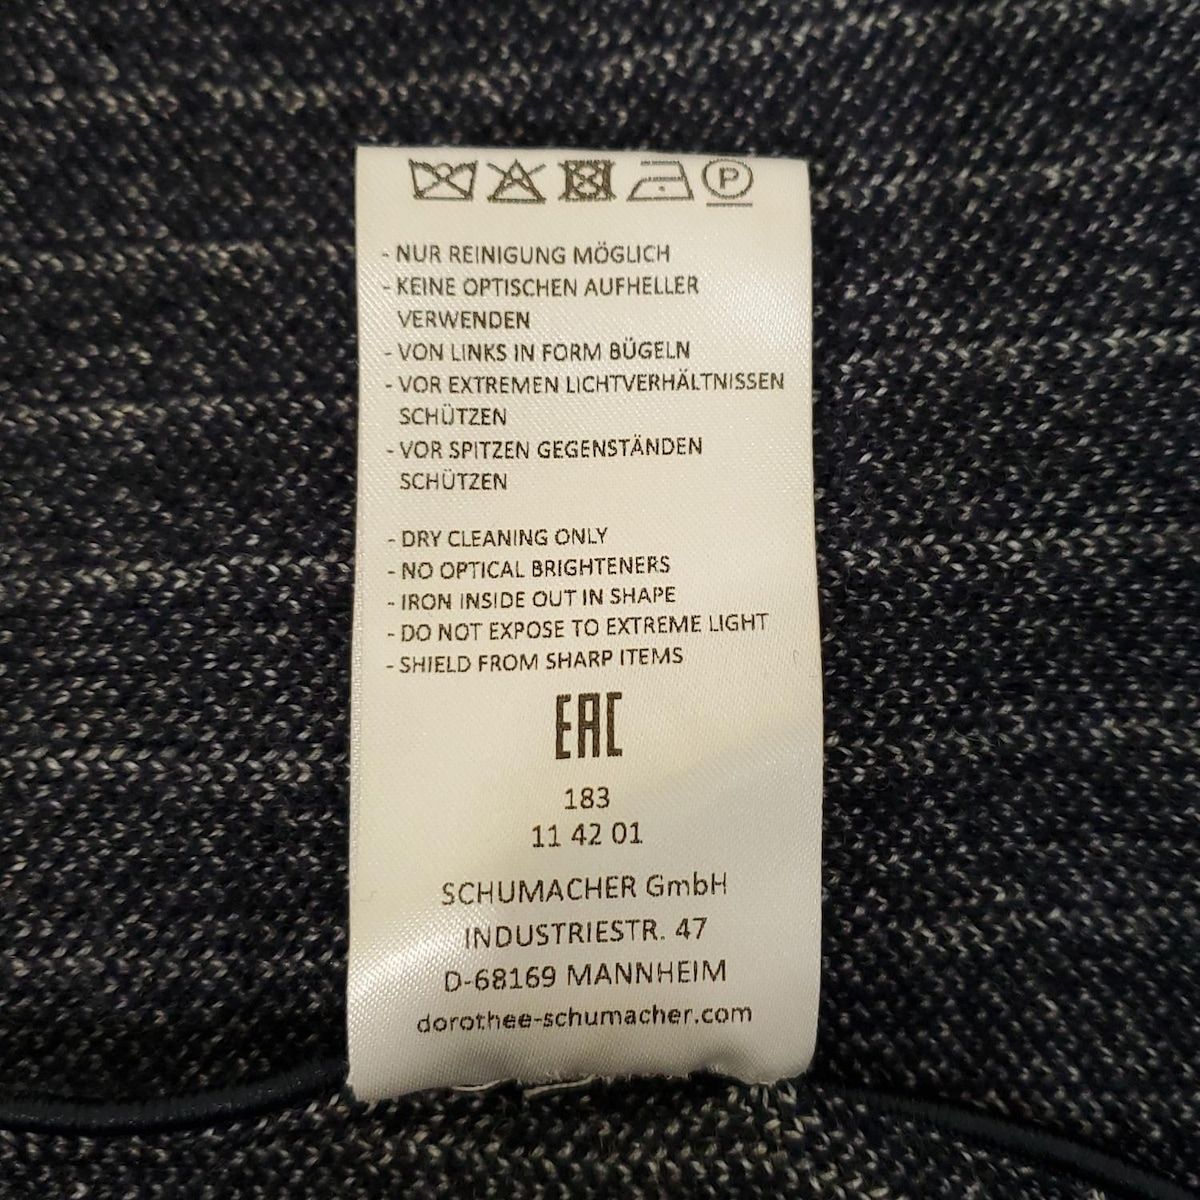 P
- NUR REINIGUNG MÖGLICH
- KEINE OPTISCHEN AUFHELLER
VERWENDEN
- VON LINKS IN FORM BÜGELN
- VOR EXTREMEN LICHTVERHÄLTNISSEN
SCHÜTZEN
- VOR SPITZEN GEGENSTÄNDEN
SCHÜTZEN
- DRY CLEANING ONLY
- NO OPTICAL BRIGHTENERS
- IRON INSIDE OUT IN SHAPE
- DO NOT EXPOSE TO EXTREME LIGHT
- SHIELD FROM SHARP ITEMS
EAC
183
11 42 01
SCHUMACHER GmbH
INDUSTRIESTR. 47
D-68169 MANNHEIM
dorothee-schumacher.com